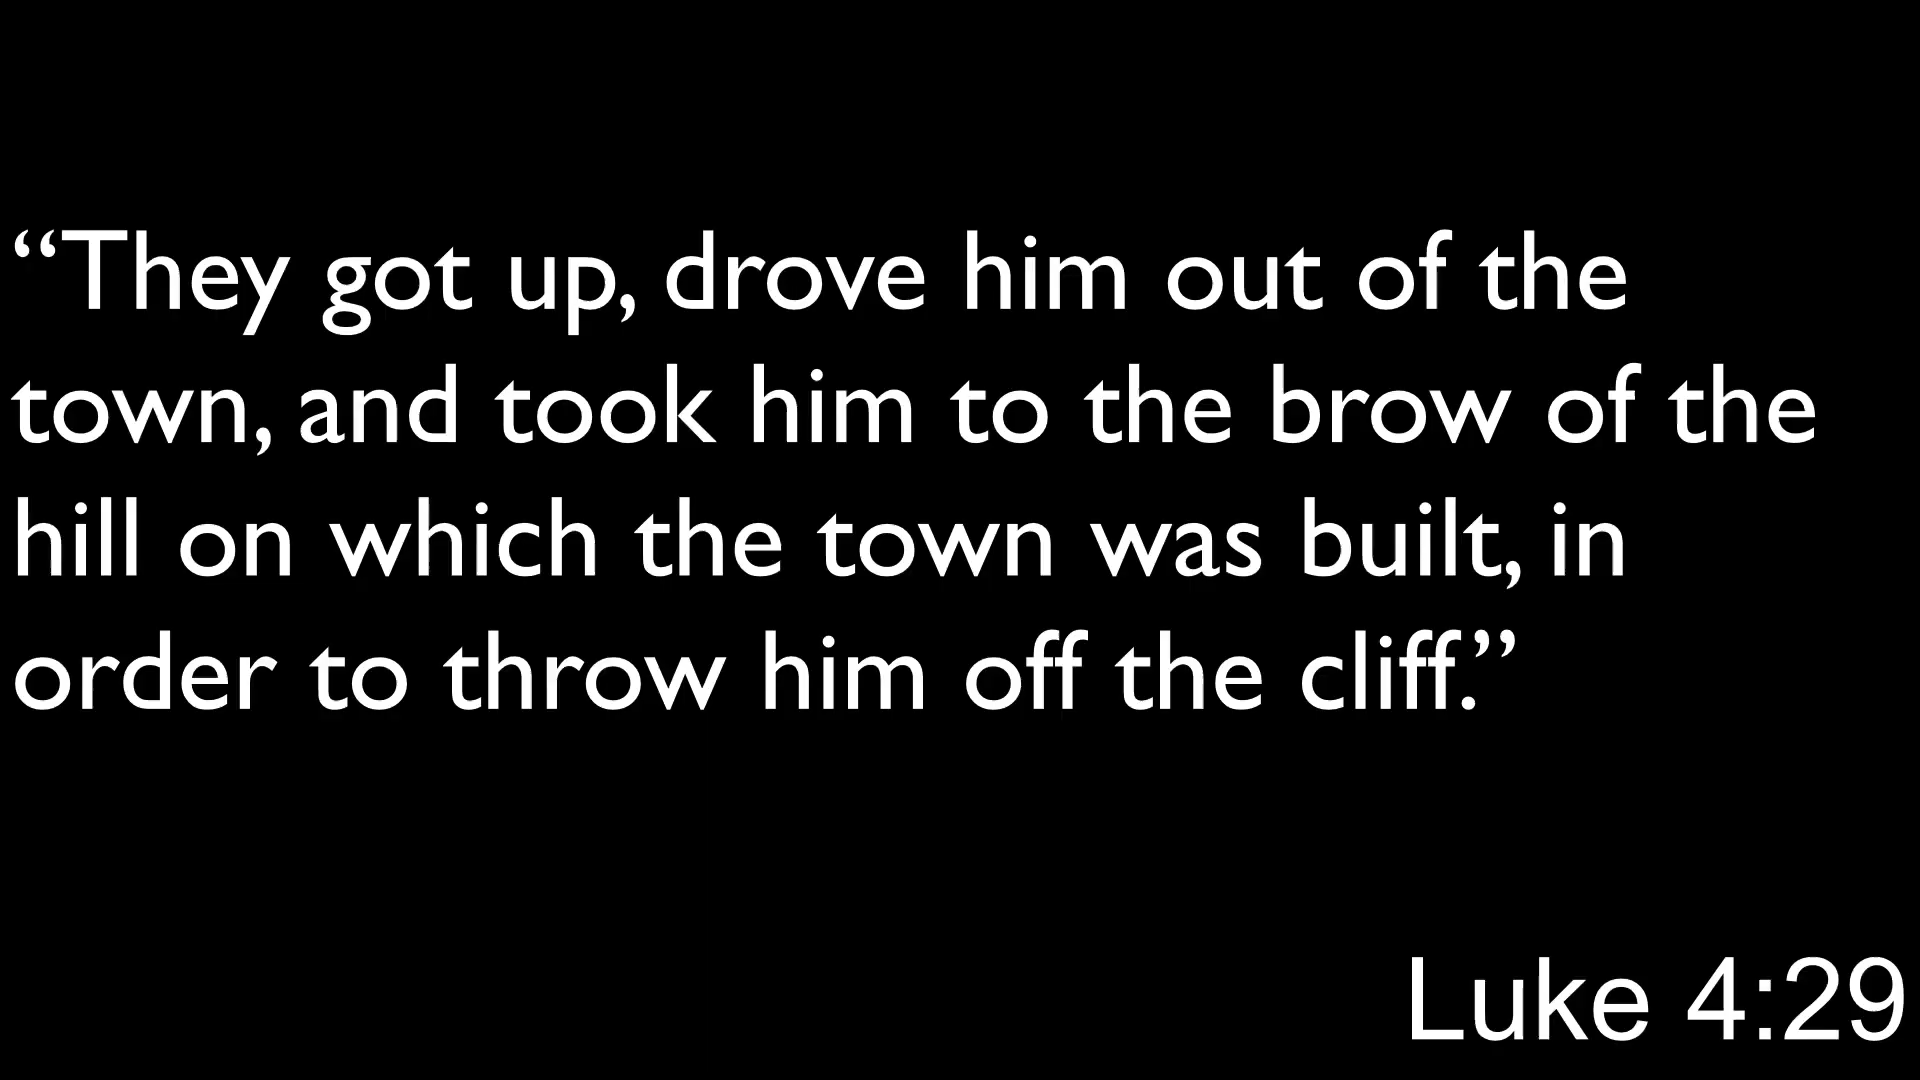 “They got up, drove him out of the
town, and took him to the brow of the
hill on which the town was built, in
order to throw him off the cliff.”
Luke 4:29